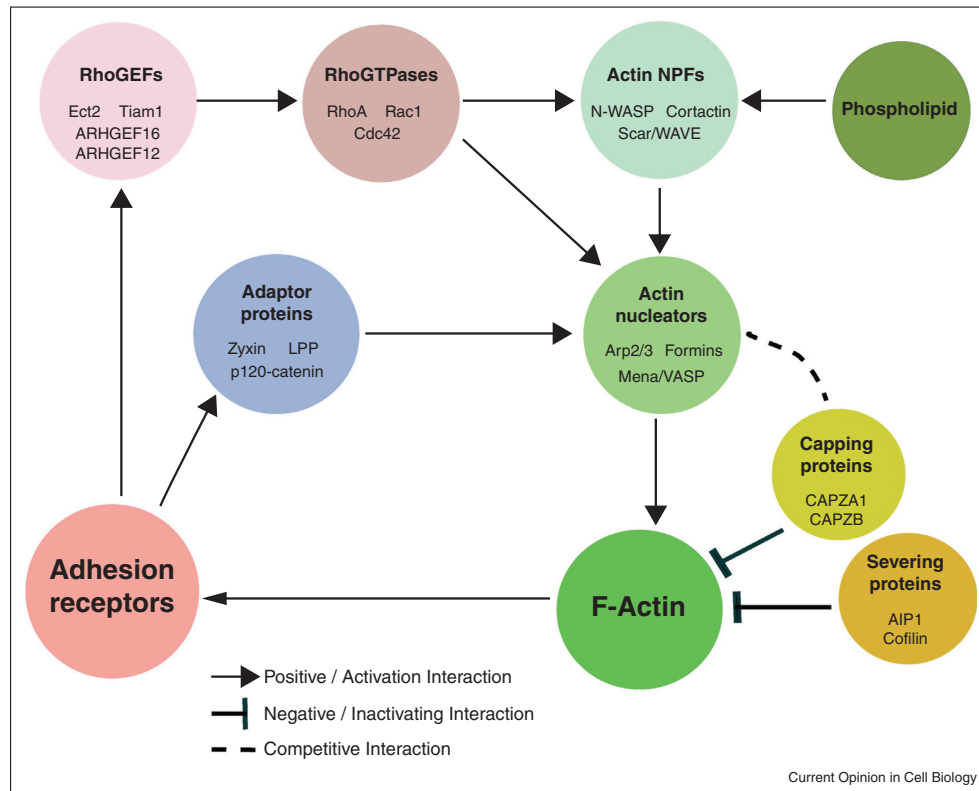 RhoGEFs
Ect2 Tiam1
ARHGEF16
ARHGEF12
RhoGTPases
RhoA Rac1
Cdc42
Actin NPFs
N-WASP Cortactin
Scar/WAVE
Phospholipid
Adaptor
proteins
Zyxin LPP
p120-catenin
Actin
nucleators
Arp2/3 Formins
Mena/VASP
Capping
proteins
CAPZA1
CAPZB
Severing
proteins
AIP1
Cofilin
Adhesion
receptors
F-Actin
Positive / Activation Interaction
Negative / Inactivating Interaction
Competitive Interaction
Current Opinion in Cell Biology